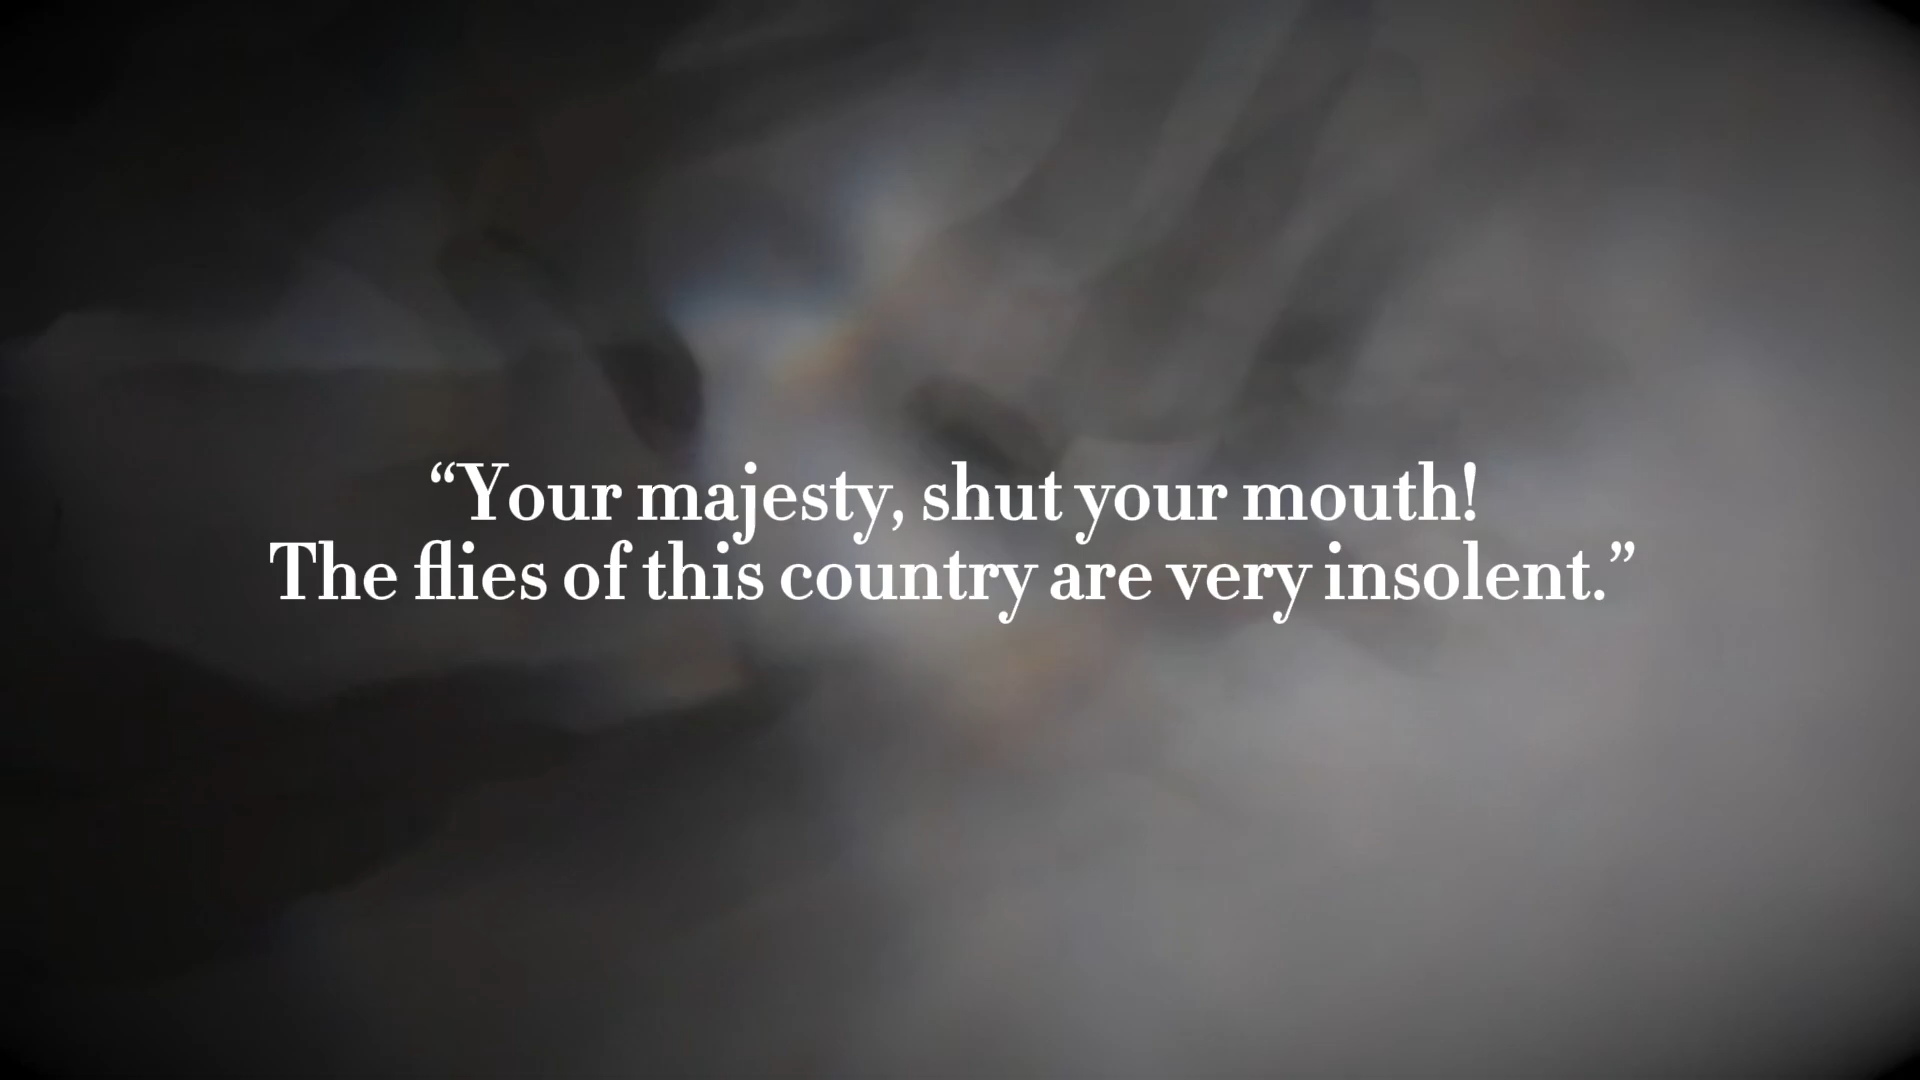 “Your majesty, shut your mouth!
The flies of this country are very insolent.”